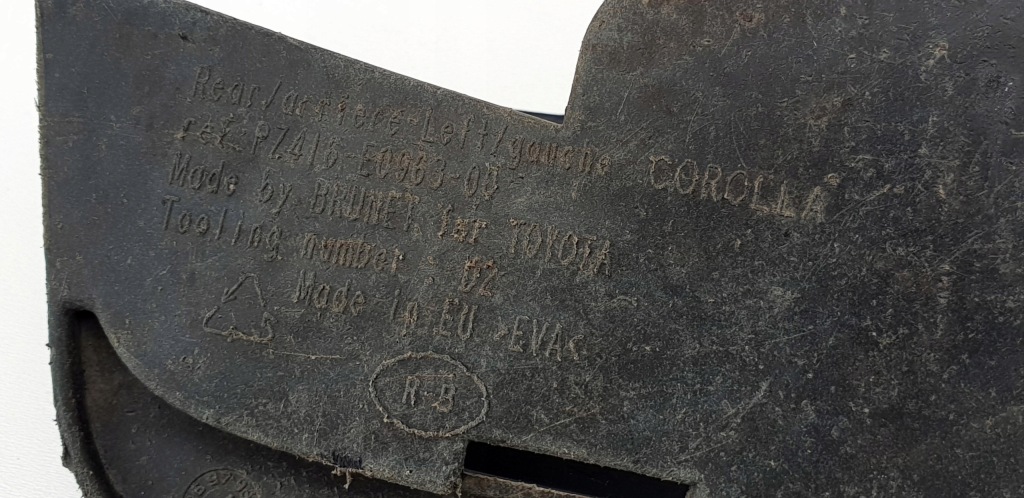 Rear/arriere-Left/gauche COROLLA
ref. PZ416-E0963-00
Made by BRUNET for TOYOTA
Tooling number : 02
Made in EU >EVA<
R-B